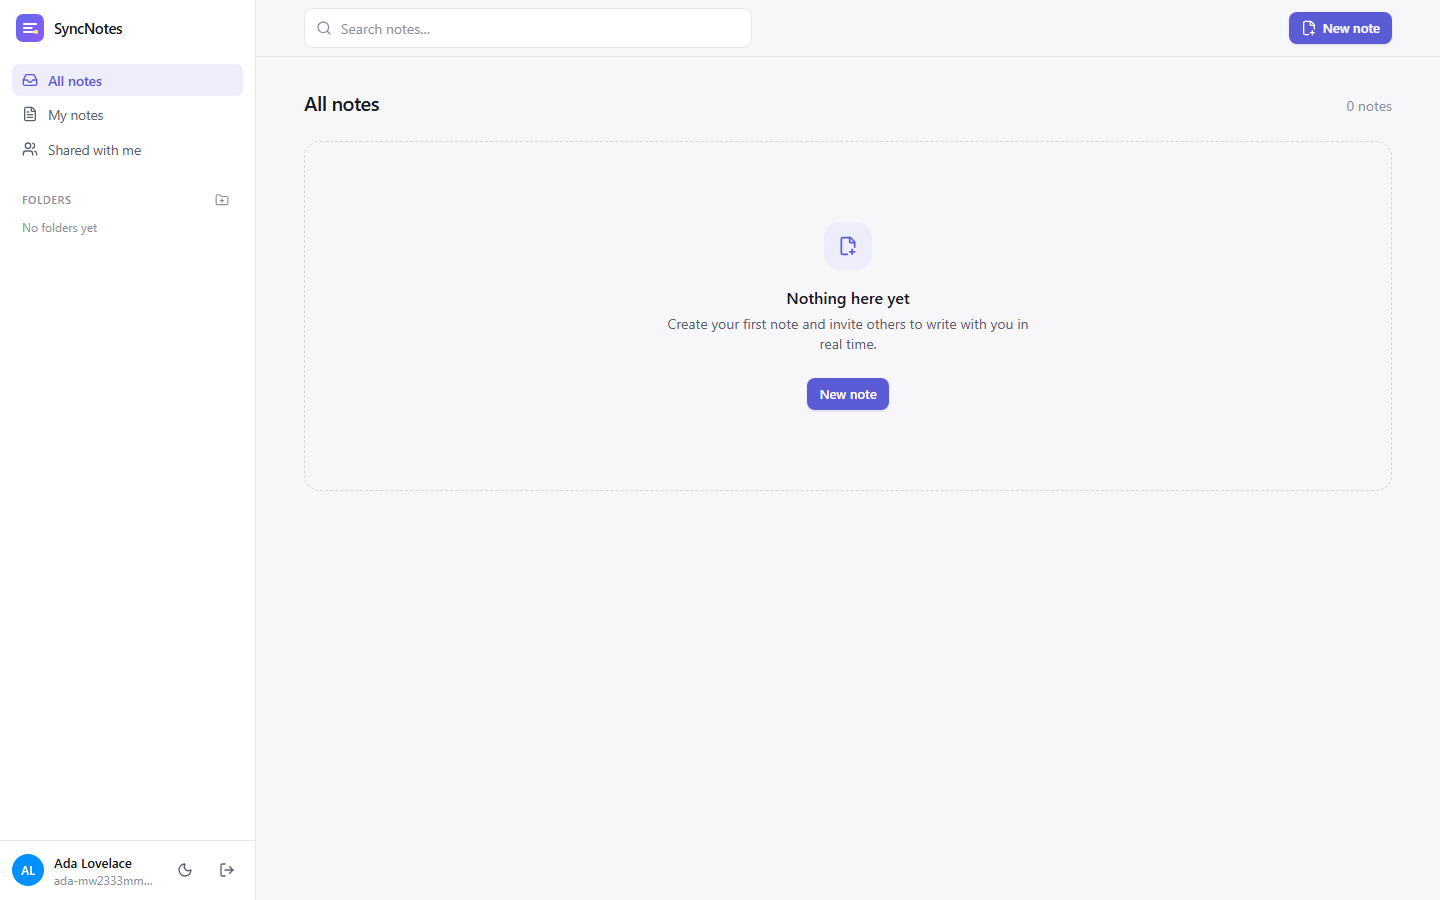 SyncNotes
Search notes...
New note
All notes
My notes
Shared with me
FOLDERS
No folders yet
All notes
0 notes
Nothing here yet
Create your first note and invite others to write with you in
real time.
New note
AL
Ada Lovelace
ada-mw2333mm...